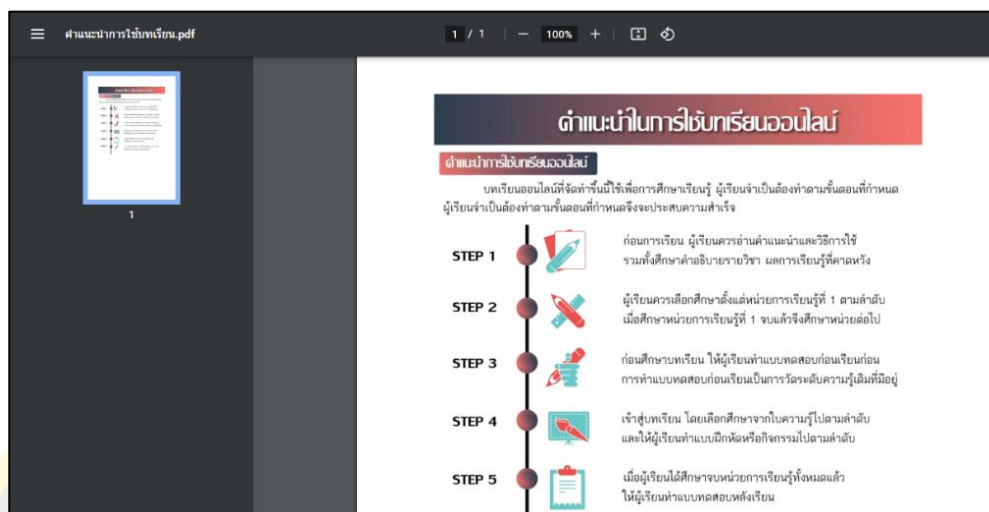 คำแนะนำการใช้บทเรียน.pdf
1 / 1
100%
1
คำแนะนำในการใช้บทเรียนออนไลน์
คำแนะนำการใช้บทเรียนออนไลน์
บทเรียนออนไลน์ที่จัดทำขึ้นนี้ใช้เพื่อการศึกษาเรียนรู้ ผู้เรียนจำเป็นต้องทำตามขั้นตอนที่กำหนด
ผู้เรียนจำเป็นต้องทำตามขั้นตอนที่กำหนดจึงจะประสบความสำเร็จ
STEP 1
ก่อนการเรียน ผู้เรียนควรอ่านคำแนะนำและวิธีการใช้
รวมทั้งศึกษาคำอธิบายรายวิชา ผลการเรียนรู้ที่คาดหวัง
STEP 2
ผู้เรียนควรเลือกศึกษาตั้งแต่หน่วยการเรียนรู้ที่ 1 ตามลำดับ
เมื่อศึกษาหน่วยการเรียนรู้ที่ 1 จบแล้วจึงศึกษาหน่วยต่อไป
STEP 3
ก่อนศึกษาบทเรียน ให้ผู้เรียนทำแบบทดสอบก่อนเรียนก่อน
การทำแบบทดสอบก่อนเรียนเป็นการวัดระดับความรู้เดิมที่มีอยู่
STEP 4
เข้าสู่บทเรียน โดยเลือกศึกษาจากใบความรู้ไปตามลำดับ
และให้ผู้เรียนทำแบบฝึกหัดหรือกิจกรรมไปตามลำดับ
STEP 5
เมื่อผู้เรียนได้ศึกษาจบหน่วยการเรียนรู้ทั้งหมดแล้ว
ให้ผู้เรียนทำแบบทดสอบหลังเรียน